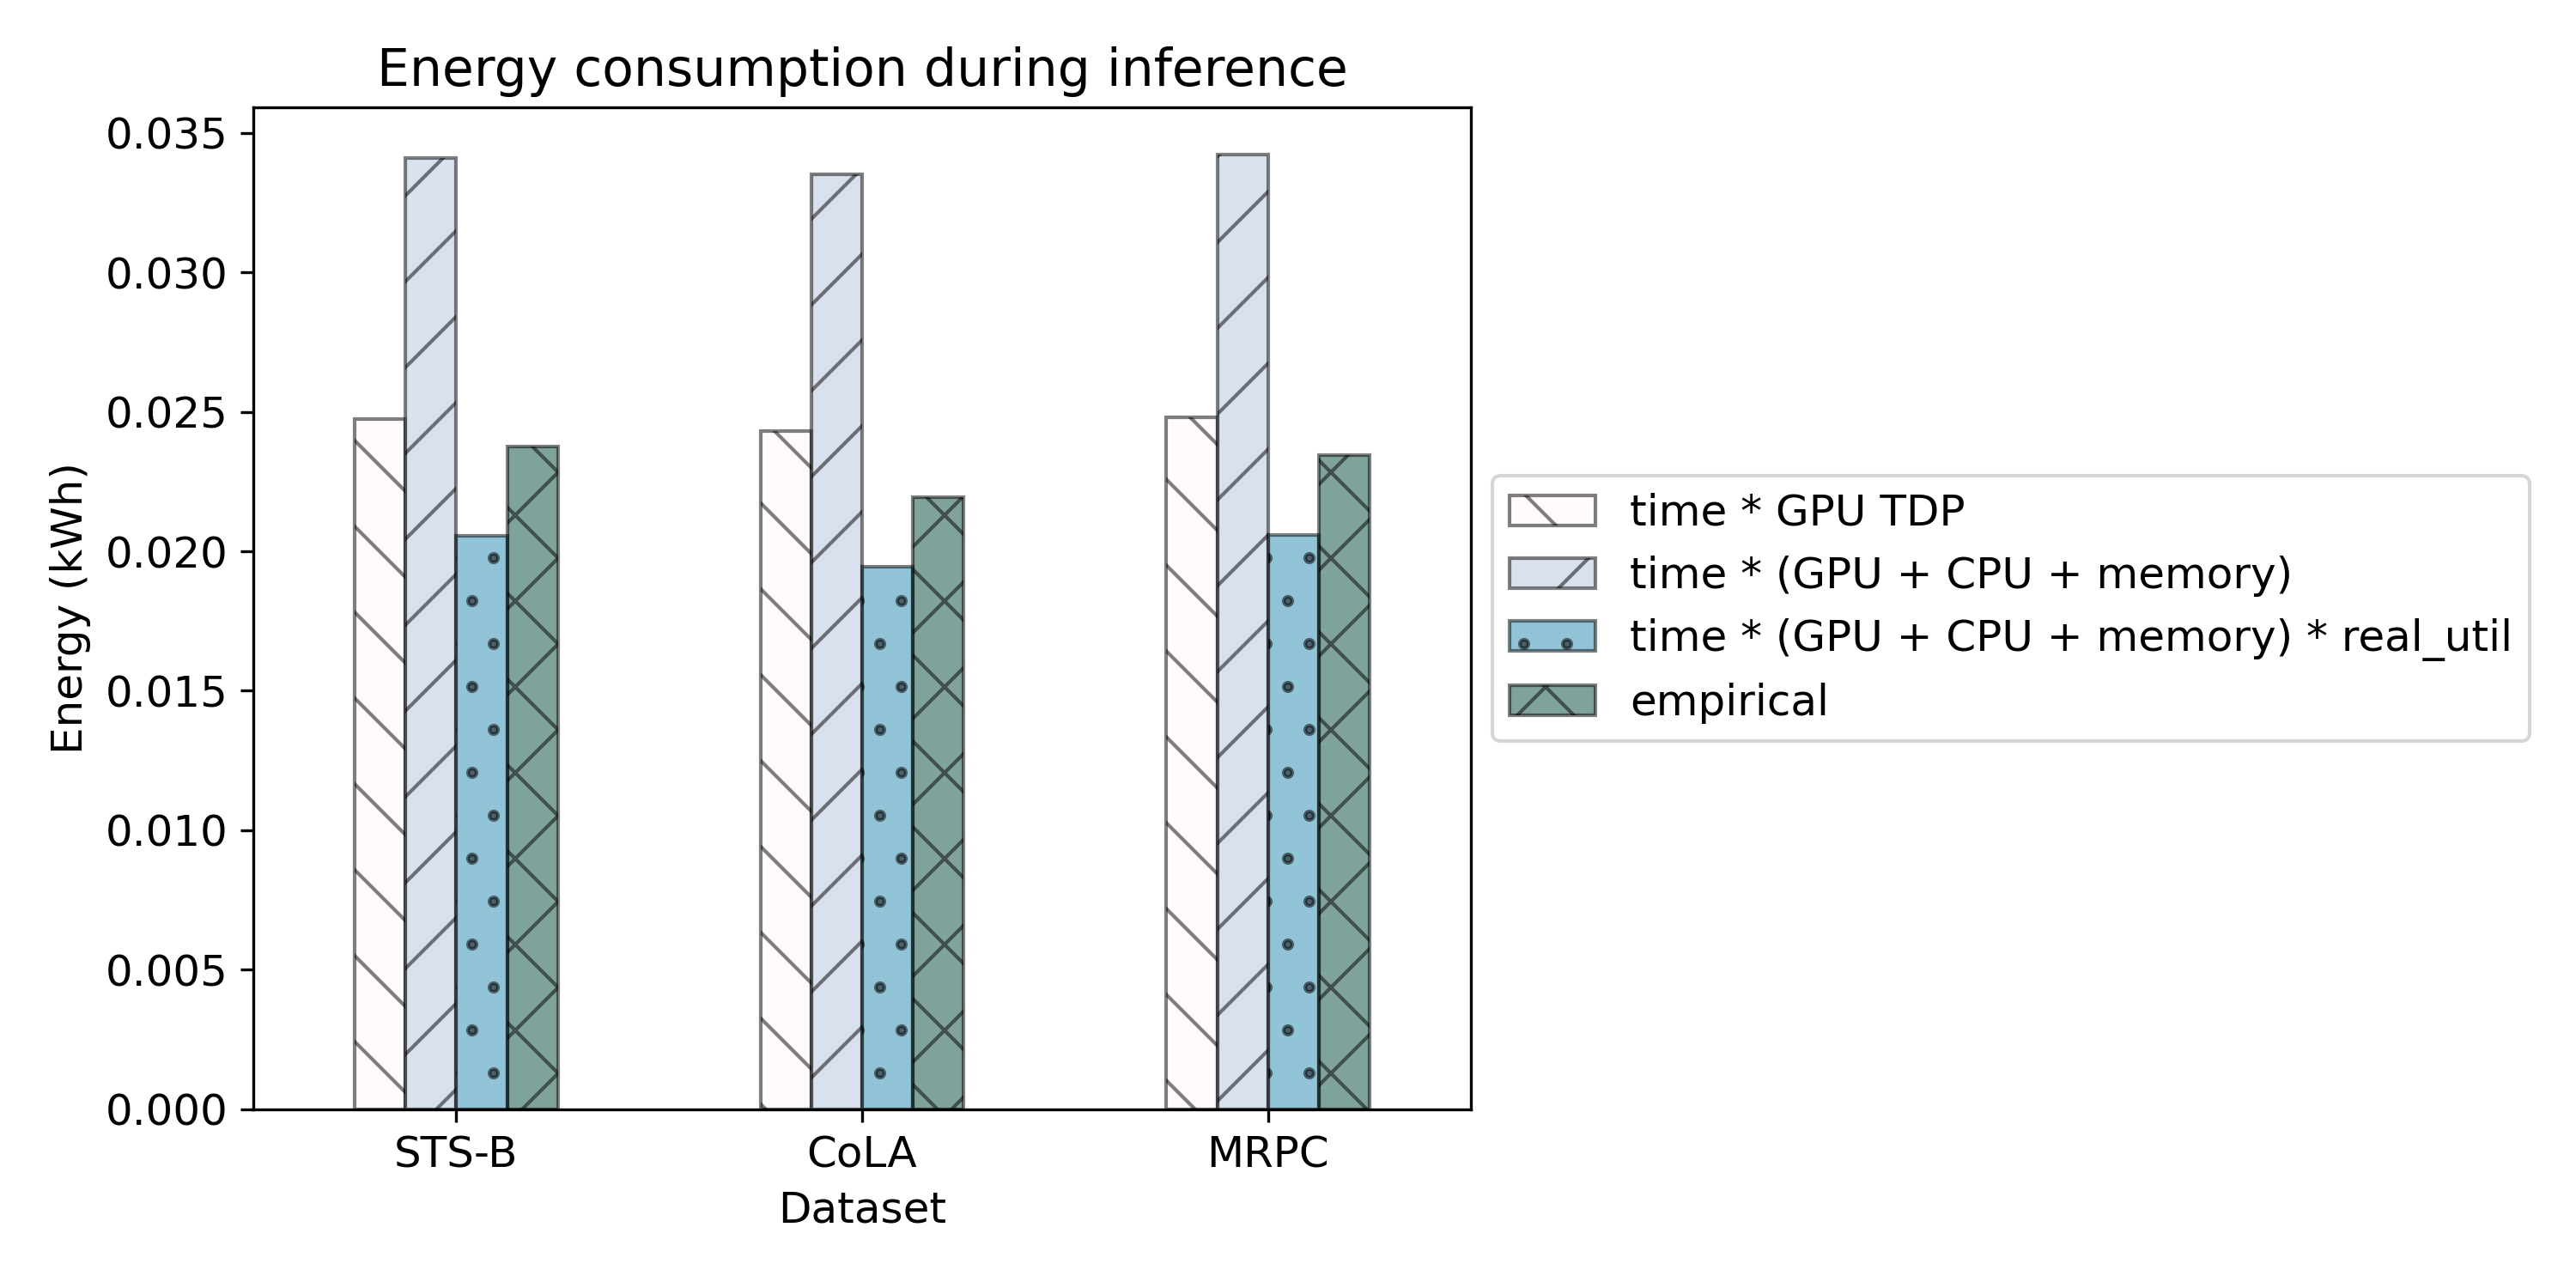 Energy consumption during inference
0.035
0.030
0.025
0.020
0.015
0.010
0.005
0.000
Energy (kWh)
STS-B
CoLA
MRPC
Dataset
time * GPU TDP
time * (GPU + CPU + memory)
time * (GPU + CPU + memory) * real_util
empirical